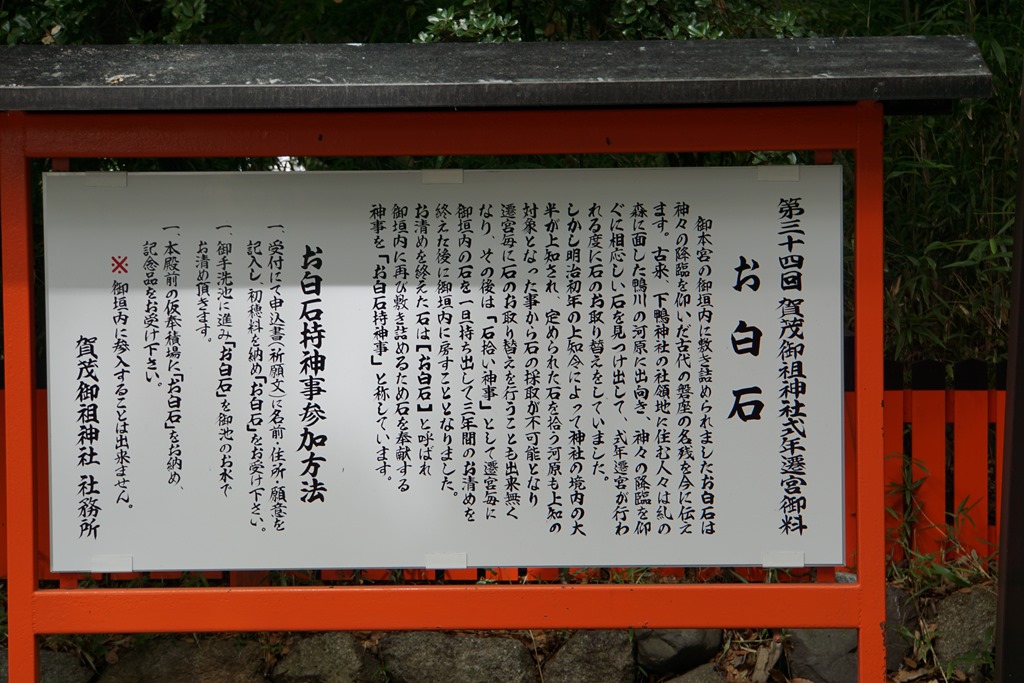 第三十四回 賀茂御祖神社式年遷宮御料
お白石
御本宮の御垣内に敷き詰められましたお白石は
神々の降臨を仰いだ古代の磐座の名残を今に伝え
ます。古来、下鴨神社の社領地に住む人々は糺の
森に面した鴨川の河原に出向き、神々の降臨を仰
ぐに相応しい石を見つけ出して、式年遷宮が行わ
れる度に石のお取り替えをしていました。
しかし明治初年の上知令によって神社の境内の大
半が上知され、定められた石を拾う河原も上知の
対象となった事から石の採取が不可能となり
遷宮毎に石のお取り替えを行うことも出来無く
なり、その後は「石拾い神事」として遷宮毎に
御垣内の石を一旦持ち出して三年間のお清めを
終えた後に御垣内に戻すこととなりました。
お清めを終えた石は【お白石】と呼ばれ
御垣内に再び敷き詰めるため石を奉献する
神事を「お白石持神事」と称しています。
お白石持神事参加方法
一、受付にて申込書(祈願文)に名前・住所・願意を
記入し、初穂料を納め「お白石」をお受け下さい。
一、御手洗池に進み「お白石」を御池のお水で
お清め頂きます。
一、本殿前の仮奉積場に「お白石」をお納め、
記念品をお受け下さい。
※ 御垣内に参入することは出来ません。
賀茂御祖神社 社務所